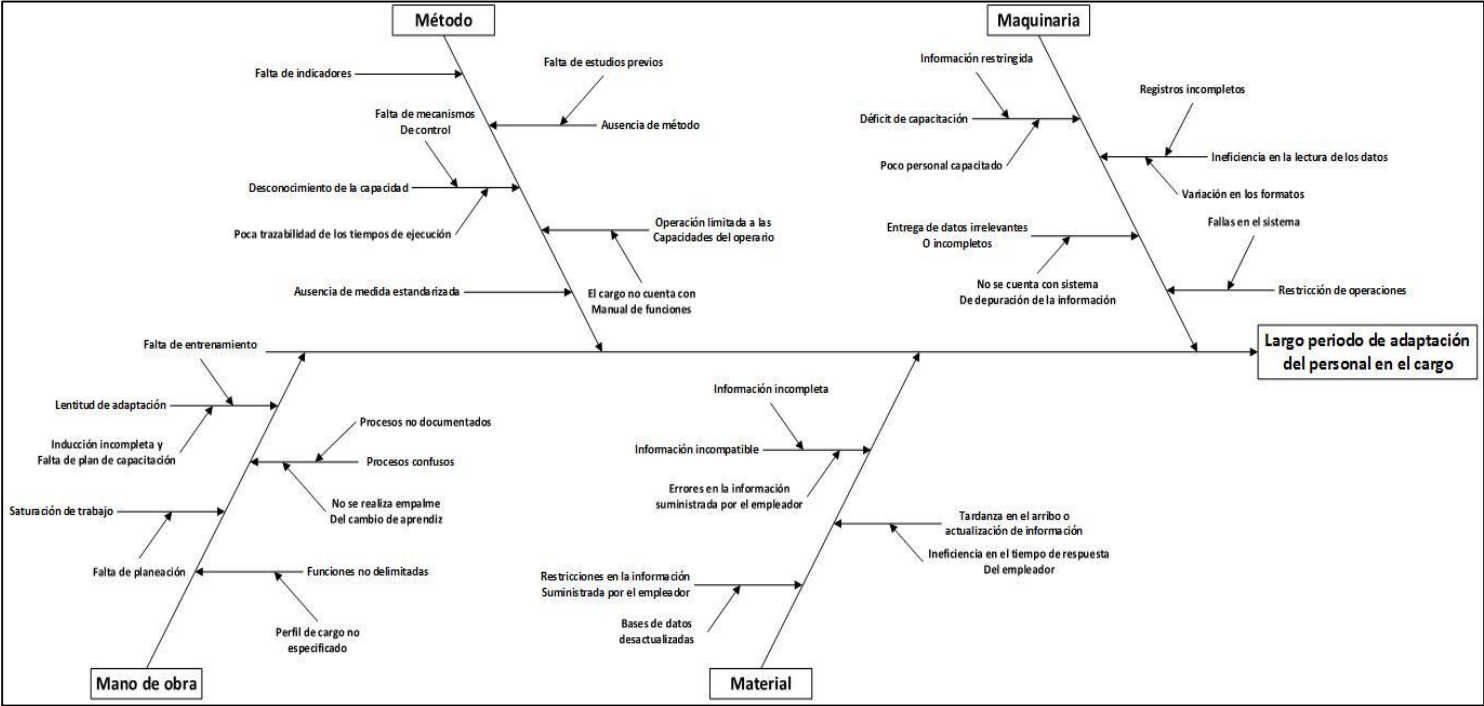 Método
Maquinaria
Falta de indicadores
Falta de estudios previos
Falta de mecanismos
De control
Ausencia de método
Desconocimiento de la capacidad
Poca trazabilidad de los tiempos de ejecución
Operación limitada a las
Capacidades del operario
Ausencia de medida estandarizada
El cargo no cuenta con
Manual de funciones
Información restringida
Registros incompletos
Déficit de capacitación
Poco personal capacitado
Ineficiencia en la lectura de los datos
Variación en los formatos
Entrega de datos irrelevantes
O incompletos
Fallas en el sistema
No se cuenta con sistema
De depuración de la información
Restricción de operaciones
Largo periodo de adaptación
del personal en el cargo
Falta de entrenamiento
Lentitud de adaptación
Inducción incompleta y
Falta de plan de capacitación
Procesos no documentados
Procesos confusos
No se realiza empalme
Del cambio de aprendiz
Saturación de trabajo
Falta de planeación
Funciones no delimitadas
Perfil de cargo no
especificado
Información incompleta
Información incompatible
Errores en la información
suministrada por el empleador
Tardanza en el arribo o
actualización de información
Ineficiencia en el tiempo de respuesta
Del empleador
Restricciones en la información
Suministrada por el empleador
Bases de datos
desactualizadas
Mano de obra
Material